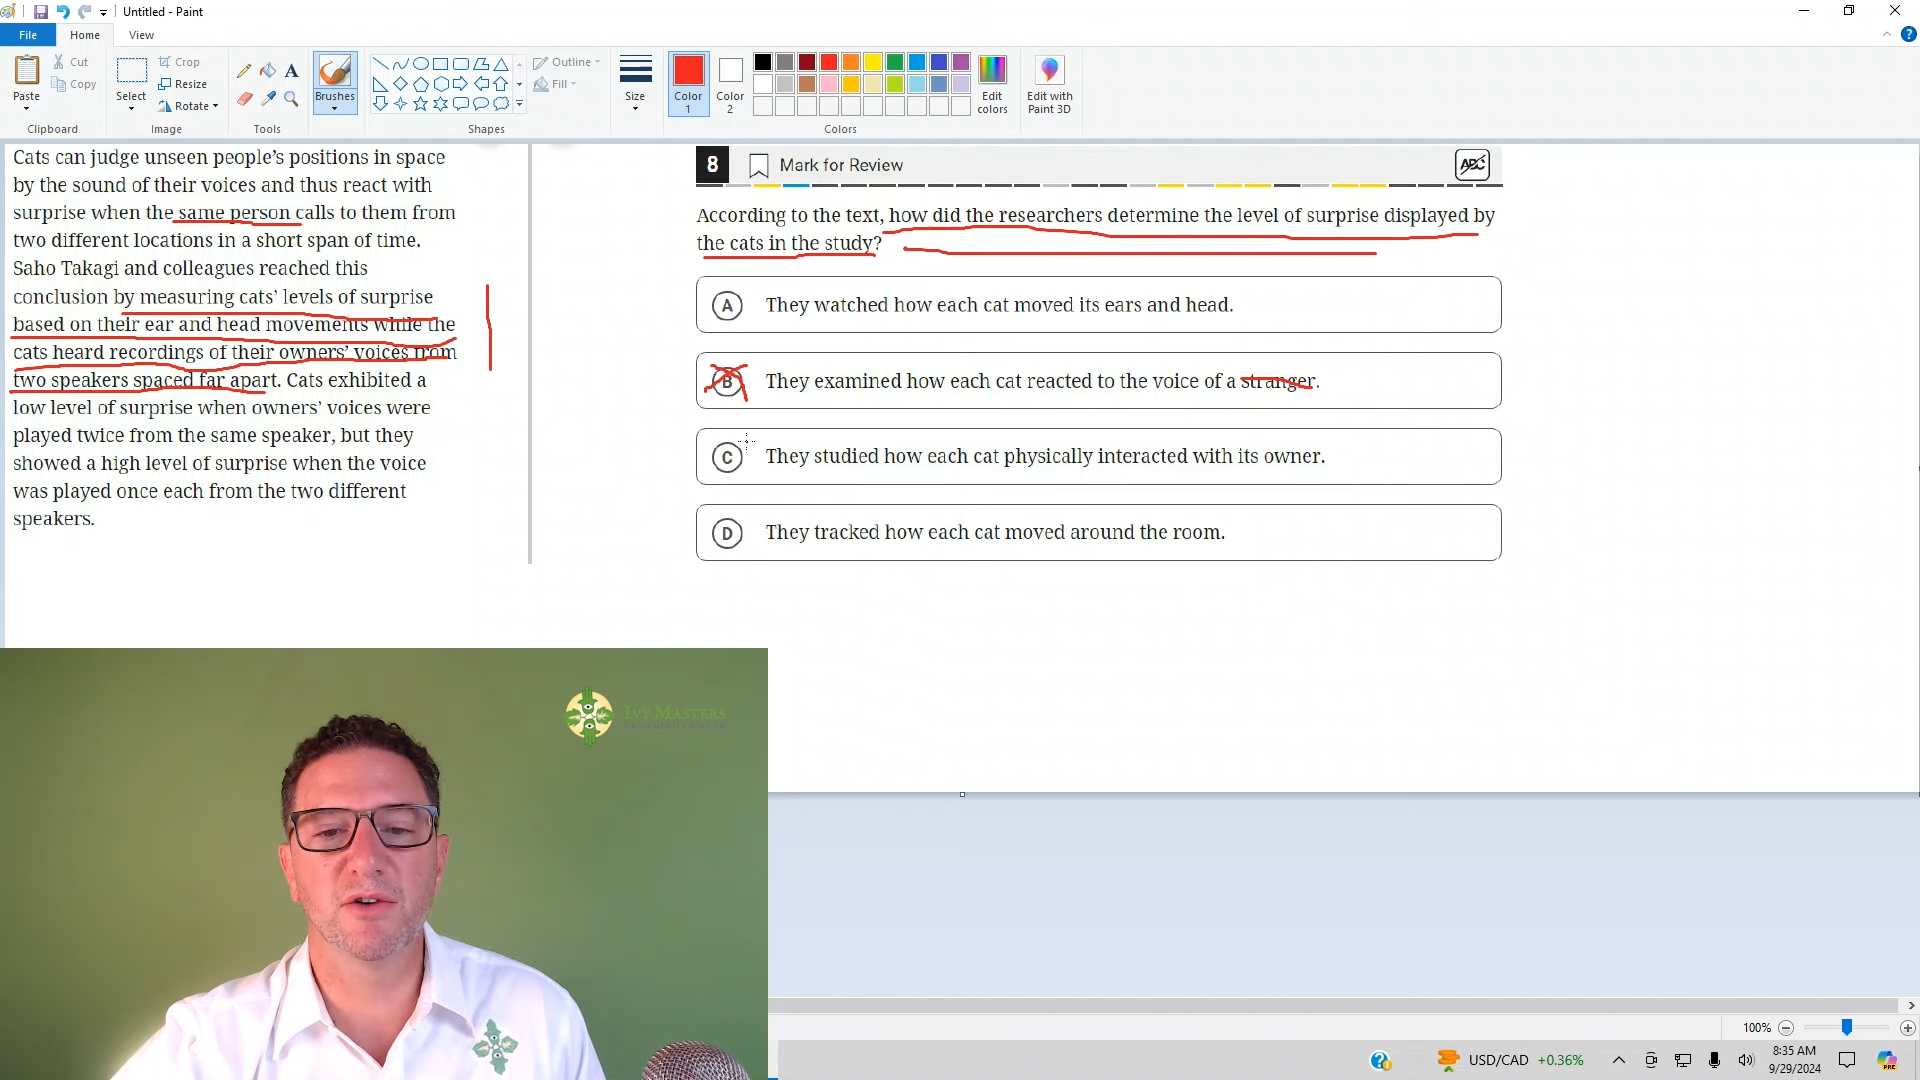 Untitled - Paint
File
Home
View
Paste
Cut
Copy
Clipboard
Select
Crop
Resize
Rotate
Image
Tools
Brushes
Shapes
Outline
Fill
Size
Color 1
Color 2
Edit colors
Edit with Paint 3D
Colors
Cats can judge unseen people’s positions in space
by the sound of their voices and thus react with
surprise when the same person calls to them from
two different locations in a short span of time.
Saho Takagi and colleagues reached this
conclusion by measuring cats’ levels of surprise
based on their ear and head movements while the
cats heard recordings of their owners’ voices from
two speakers spaced far apart. Cats exhibited a
low level of surprise when owners’ voices were
played twice from the same speaker, but they
showed a high level of surprise when the voice
was played once each from the two different
speakers.
8
Mark for Review
ABC
According to the text, how did the researchers determine the level of surprise displayed by
the cats in the study?
A They watched how each cat moved its ears and head.
B They examined how each cat reacted to the voice of a stranger.
C They studied how each cat physically interacted with its owner.
D They tracked how each cat moved around the room.
IVY MASTERS
100%
USD/CAD +0.36%
8:35 AM
9/29/2024
PRE